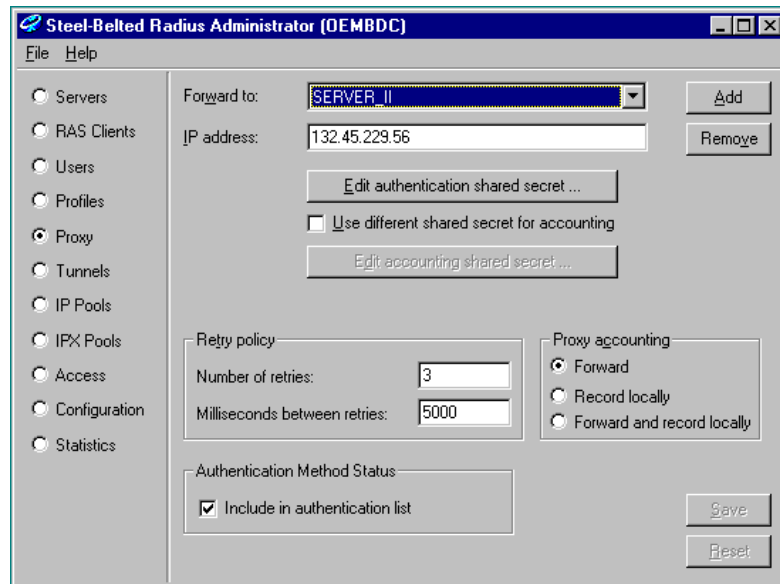 Steel-Belted Radius Administrator (OEMBDC)
File Help
Servers
RAS Clients
Users
Profiles
Proxy
Tunnels
IP Pools
IPX Pools
Access
Configuration
Statistics
Forward to: SERVER_II
Add
IP address: 132.45.229.56
Remove
Edit authentication shared secret ...
Use different shared secret for accounting
Edit accounting shared secret ...
Retry policy
Number of retries: 3
Milliseconds between retries: 5000
Proxy accounting
Forward
Record locally
Forward and record locally
Authentication Method Status
Include in authentication list
Save
Reset